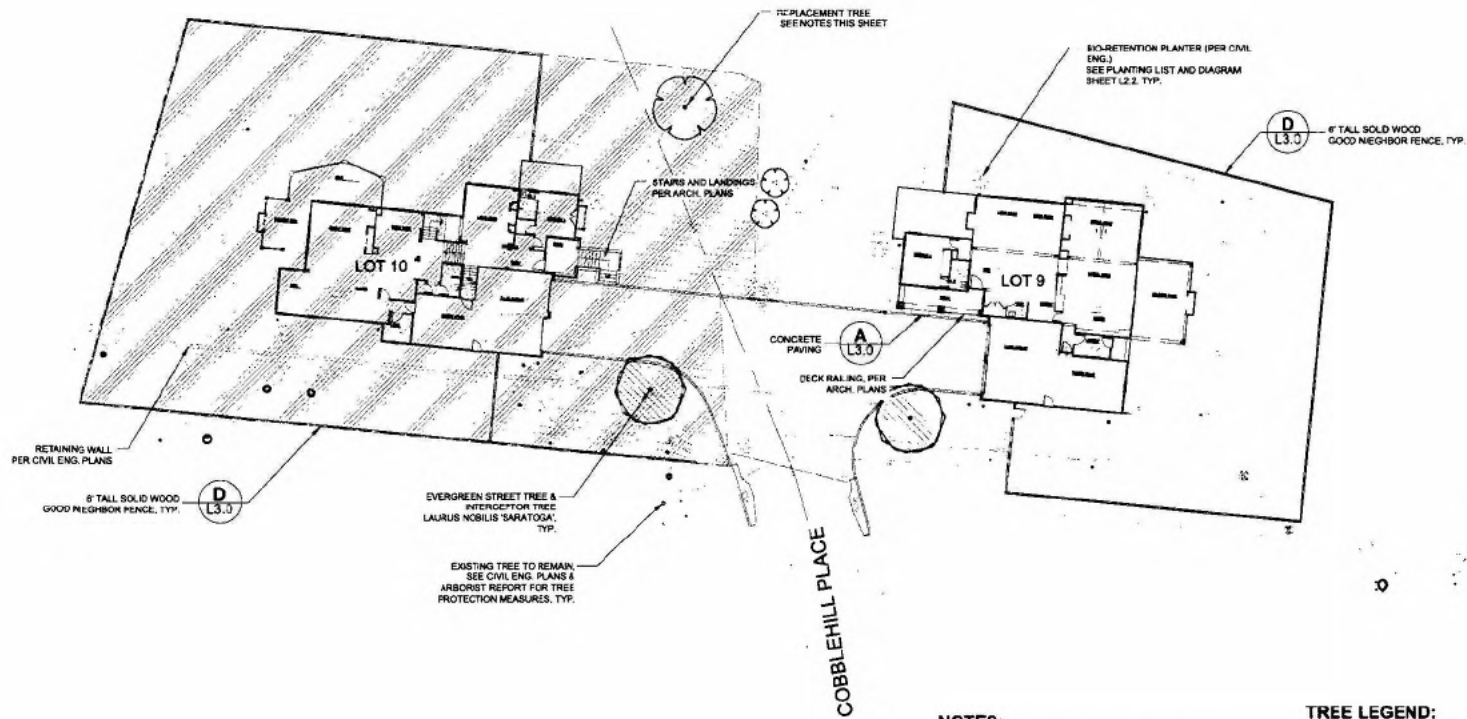 REPLACEMENT TREE
SEE NOTES THIS SHEET
BIO-RETENTION PLANTER (PER CIVIL
ENG.)
SEE PLANTING LIST AND DIAGRAM
SHEET L2.2, TYP.
D
L3.0
6' TALL SOLID WOOD
GOOD NIEGHBOR FENCE, TYP.
STAIRS AND LANDINGS
PER ARCH. PLANS
LOT 10
LOT 9
CONCRETE
PAVING
A
L3.0
DECK RAILING, PER
ARCH. PLANS
RETAINING WALL
PER CIVIL ENG. PLANS
6' TALL SOLID WOOD
GOOD NIEGHBOR FENCE, TYP.
D
L3.0
EVERGREEN STREET TREE &
INTERCEPTOR TREE
LAURUS NOBILIS 'SARATOGA',
TYP.
EXISTING TREE TO REMAIN,
SEE CIVIL ENG. PLANS &
ARBORIST REPORT FOR TREE
PROTECTION MEASURES, TYP.
COBBLEHILL PLACE
NOTES:
TREE LEGEND: